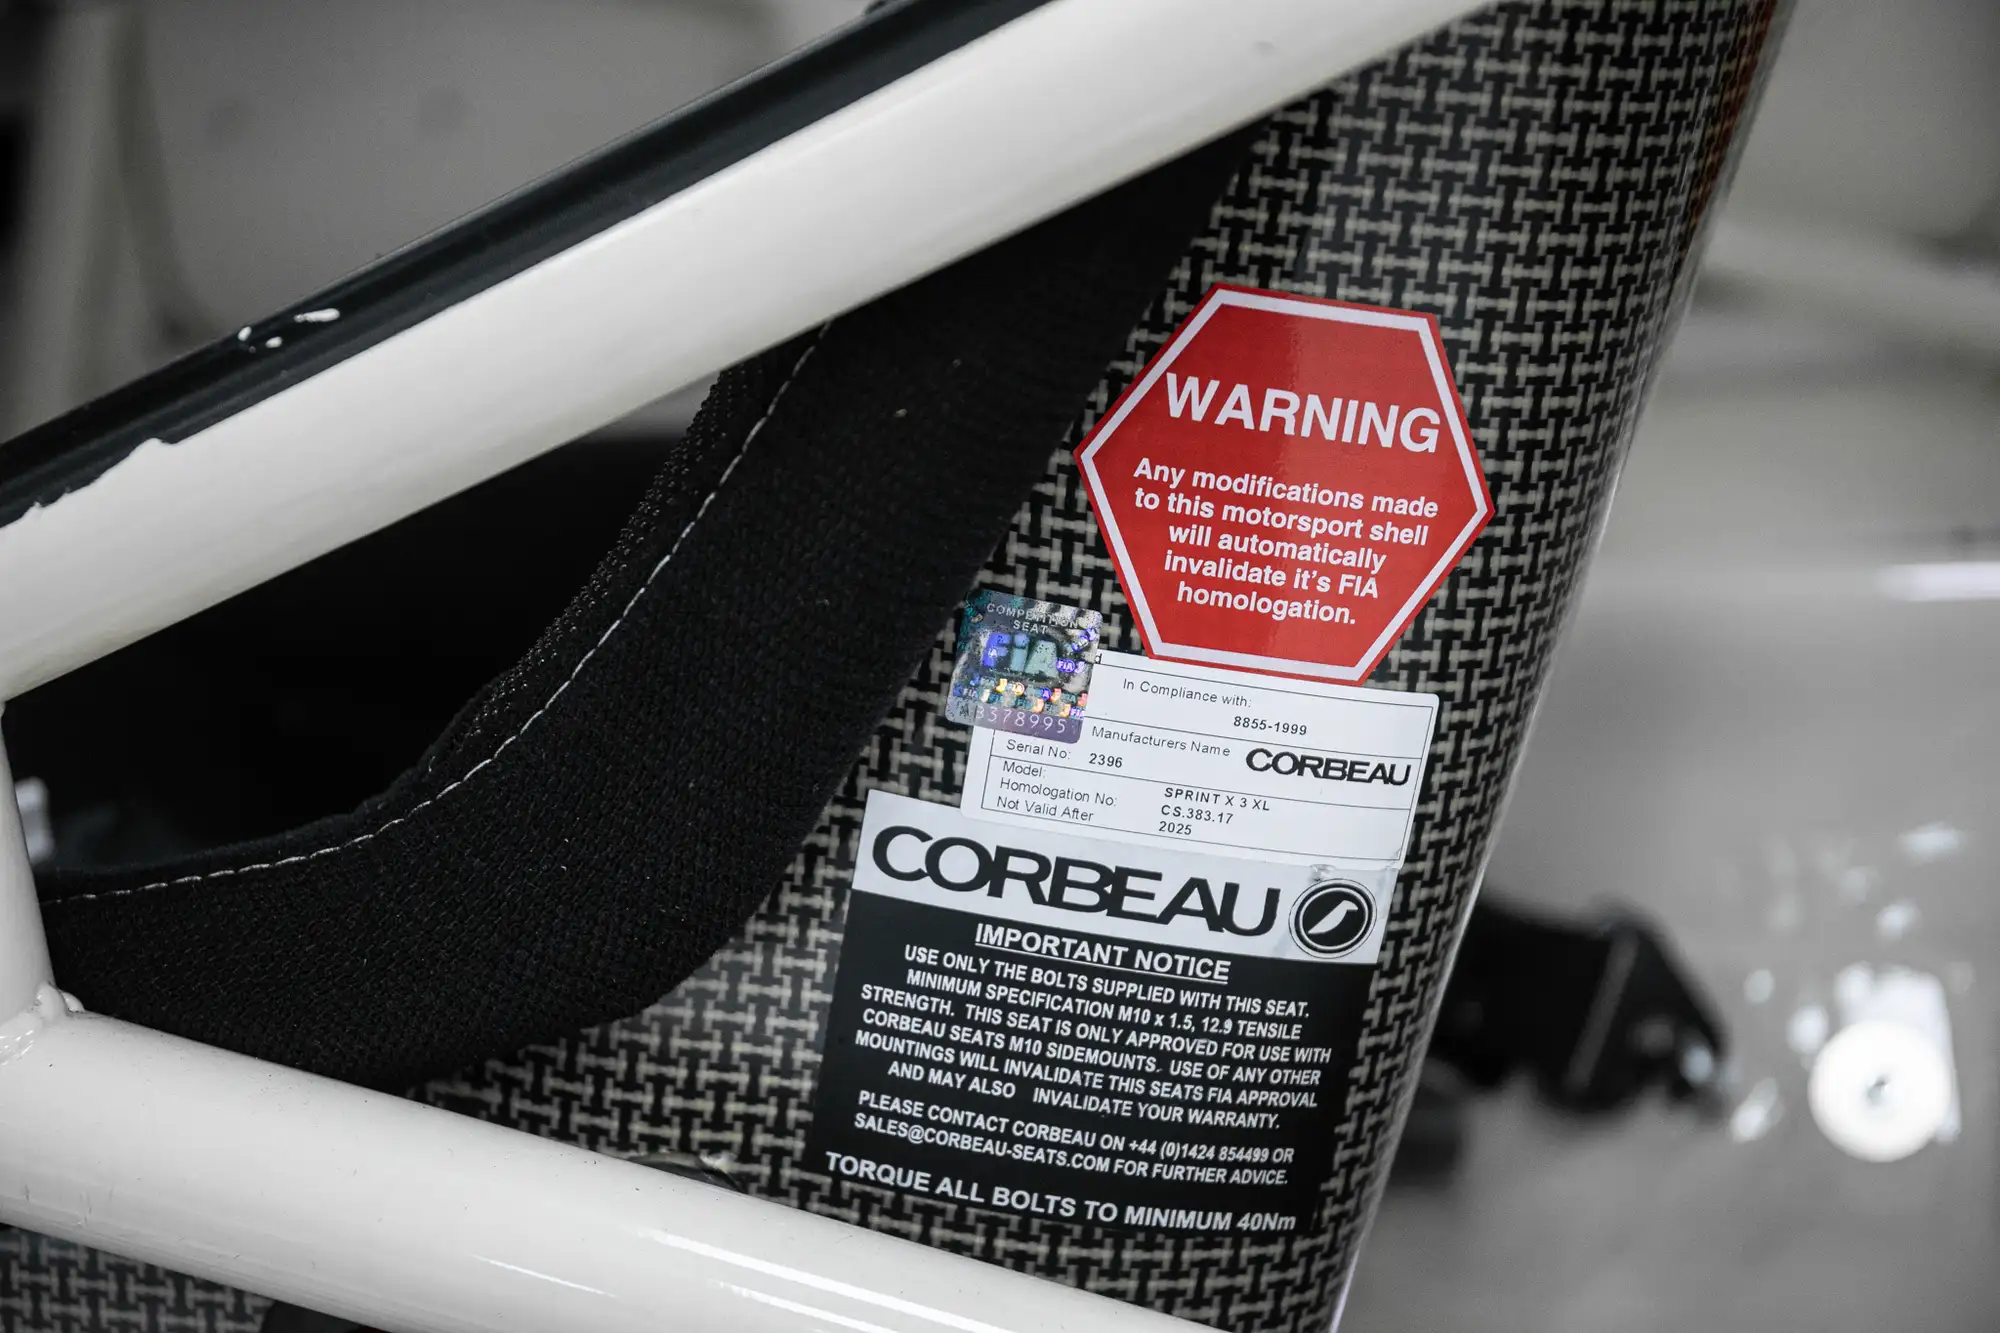 WARNING
Any modifications made
to this motorsport shell
will automatically
invalidate it's FIA
homologation.
COMPETITION
SEAT
FIA
In Compliance with:
8855-1999
Manufacturers Name CORBEAU
Serial No: 2396
Model: SPRINT X 3 XL
Homologation No: CS.383.17
Not Valid After 2025
CORBEAU
IMPORTANT NOTICE
USE ONLY THE BOLTS SUPPLIED WITH THIS SEAT.
MINIMUM SPECIFICATION M10 x 1.5, 12.9 TENSILE
STRENGTH. THIS SEAT IS ONLY APPROVED FOR USE WITH
CORBEAU SEATS M10 SIDEMOUNTS. USE OF ANY OTHER
MOUNTINGS WILL INVALIDATE THIS SEATS FIA APPROVAL
AND MAY ALSO INVALIDATE YOUR WARRANTY.
PLEASE CONTACT CORBEAU ON +44 (0)1424 854499 OR
SALES@CORBEAU-SEATS.COM FOR FURTHER ADVICE.
TORQUE ALL BOLTS TO MINIMUM 40Nm